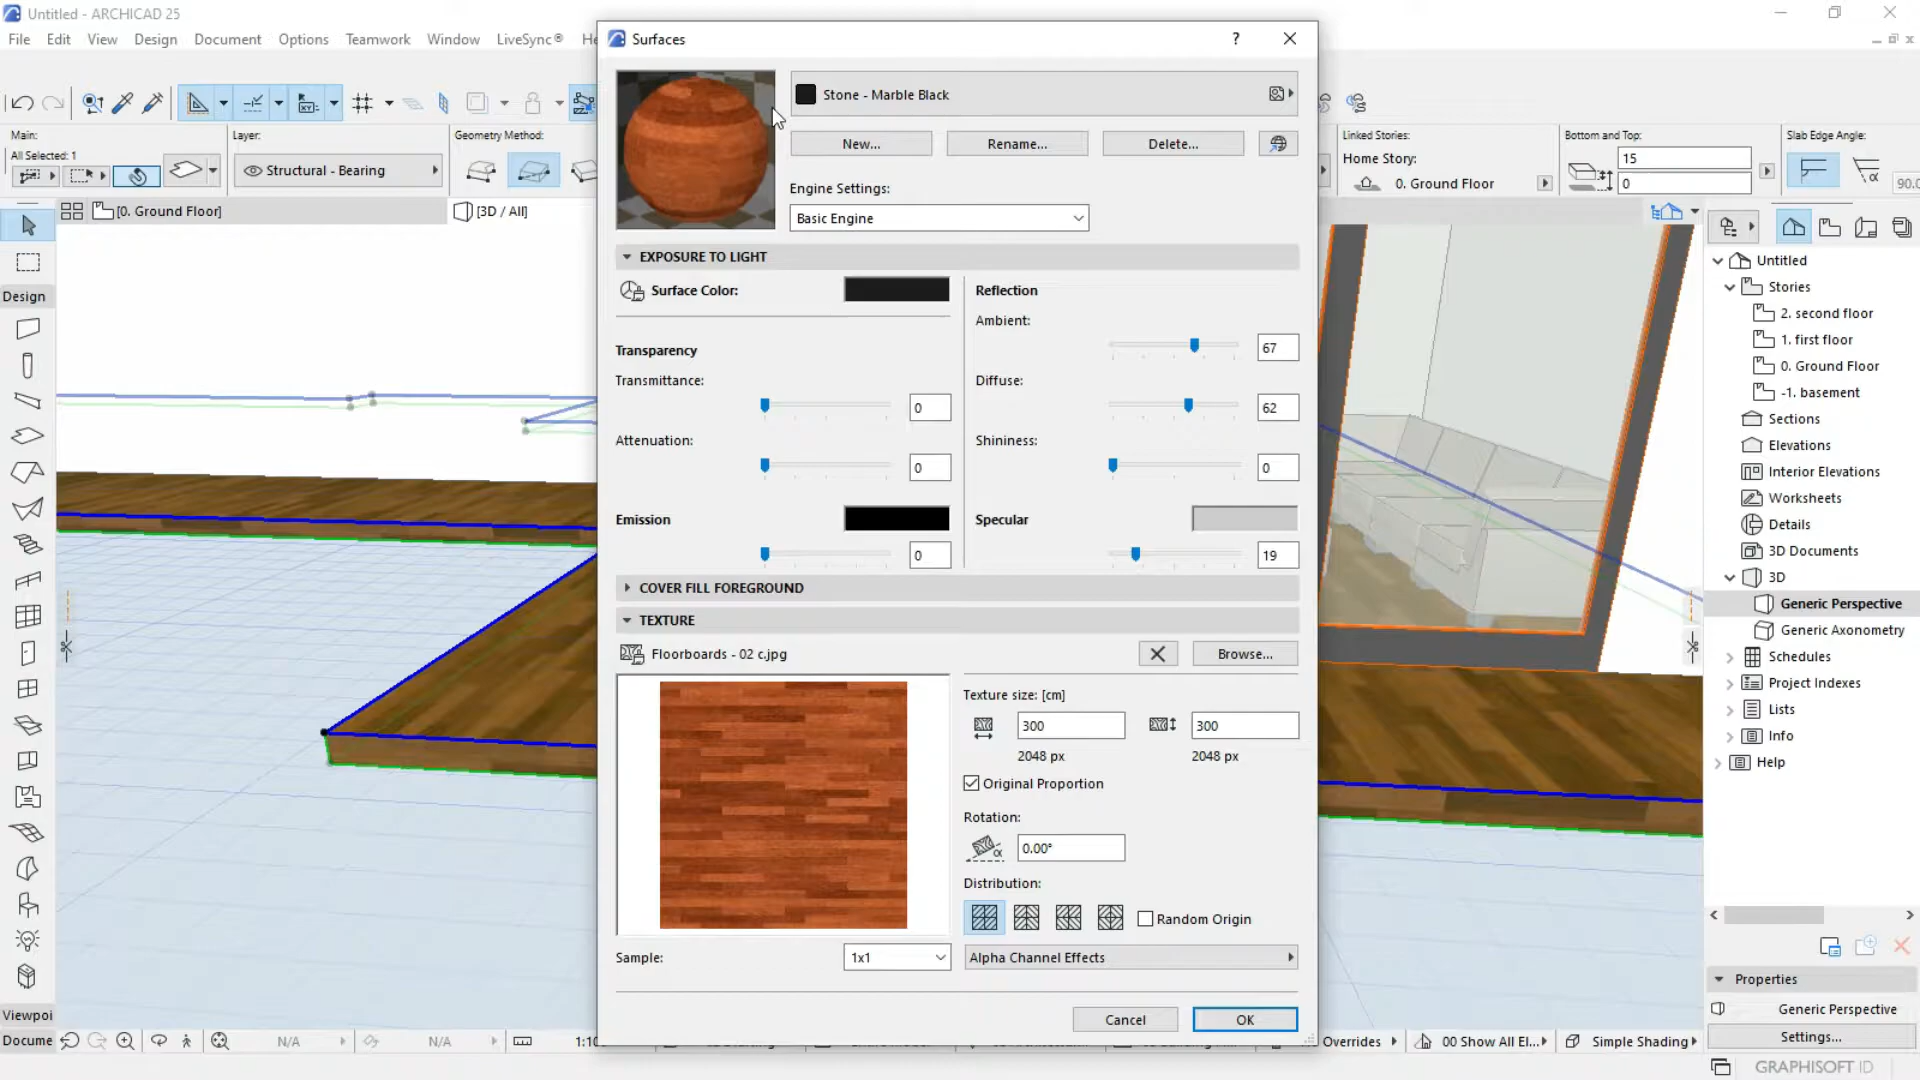 Untitled - ARCHICAD 25
File Edit View Design Document Options Teamwork Window LiveSync® He
Surfaces
?
Stone - Marble Black
New... Rename... Delete...
Engine Settings:
Basic Engine
Main:
All Selected: 1
Layer:
Structural - Bearing
Geometry Method:
Linked Stories:
Home Story:
0. Ground Floor
Bottom and Top:
15
0
Slab Edge Angle:
90.0
[0. Ground Floor]
[3D / All]
Design
EXPOSURE TO LIGHT
Surface Color:
Reflection
Ambient:
67
Transparency
Transmittance:
0
Diffuse:
62
Attenuation:
0
Shininess:
0
Emission
0
Specular
19
COVER FILL FOREGROUND
TEXTURE
Floorboards - 02 c.jpg
Browse...
Texture size: [cm]
300 300
2048 px 2048 px
Original Proportion
Rotation:
0.00°
Distribution:
Random Origin
Sample:
1x1
Alpha Channel Effects
Cancel OK
Untitled
Stories
2. second floor
1. first floor
0. Ground Floor
-1. basement
Sections
Elevations
Interior Elevations
Worksheets
Details
3D Documents
3D
Generic Perspective
Generic Axonometry
Schedules
Project Indexes
Lists
Info
Help
Properties
Generic Perspective
Settings...
Viewpoi
Docume
N/A N/A 1:10
Overrides 00 Show All El... Simple Shading
GRAPHISOFT ID